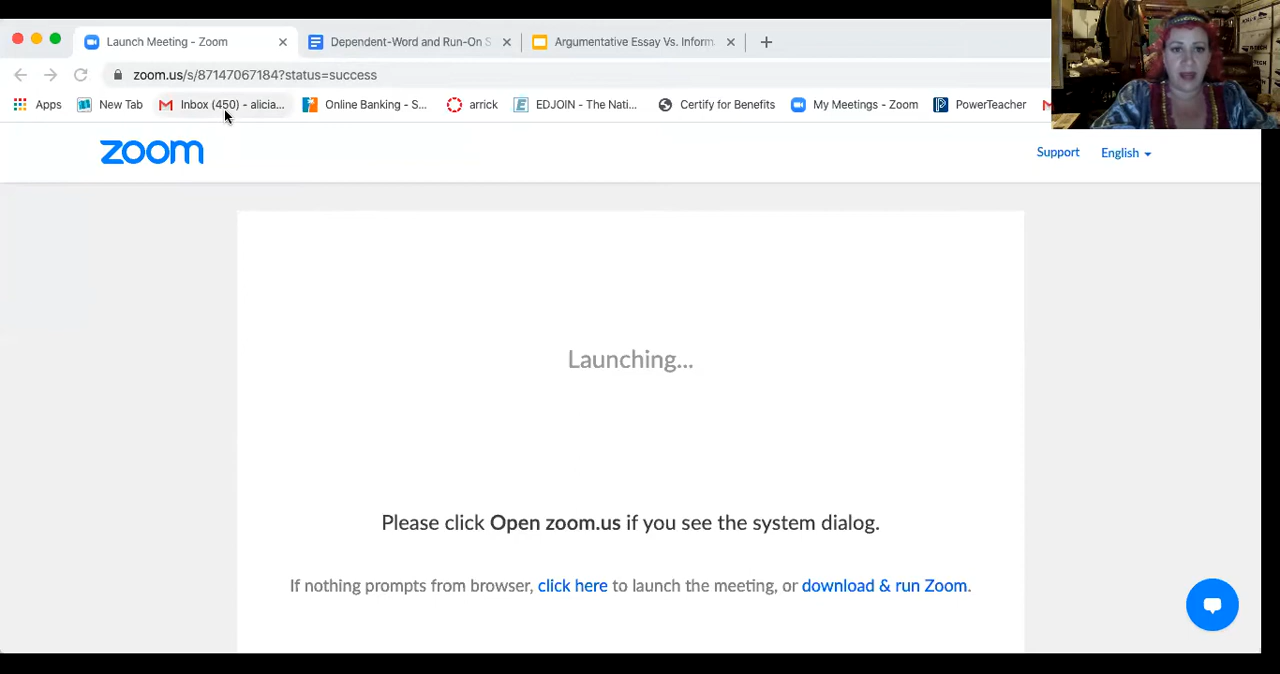 Launch Meeting - Zoom
Dependent-Word and Run-On S
Argumentative Essay Vs. Inform
zoom.us/s/87147067184?status=success
Apps
New Tab
Inbox (450) - alicia...
Online Banking - S...
arrick
EDJOIN - The Nati...
Certify for Benefits
My Meetings - Zoom
PowerTeacher
zoom
Support
English
Launching...
Please click Open zoom.us if you see the system dialog.
If nothing prompts from browser, click here to launch the meeting, or download & run Zoom.